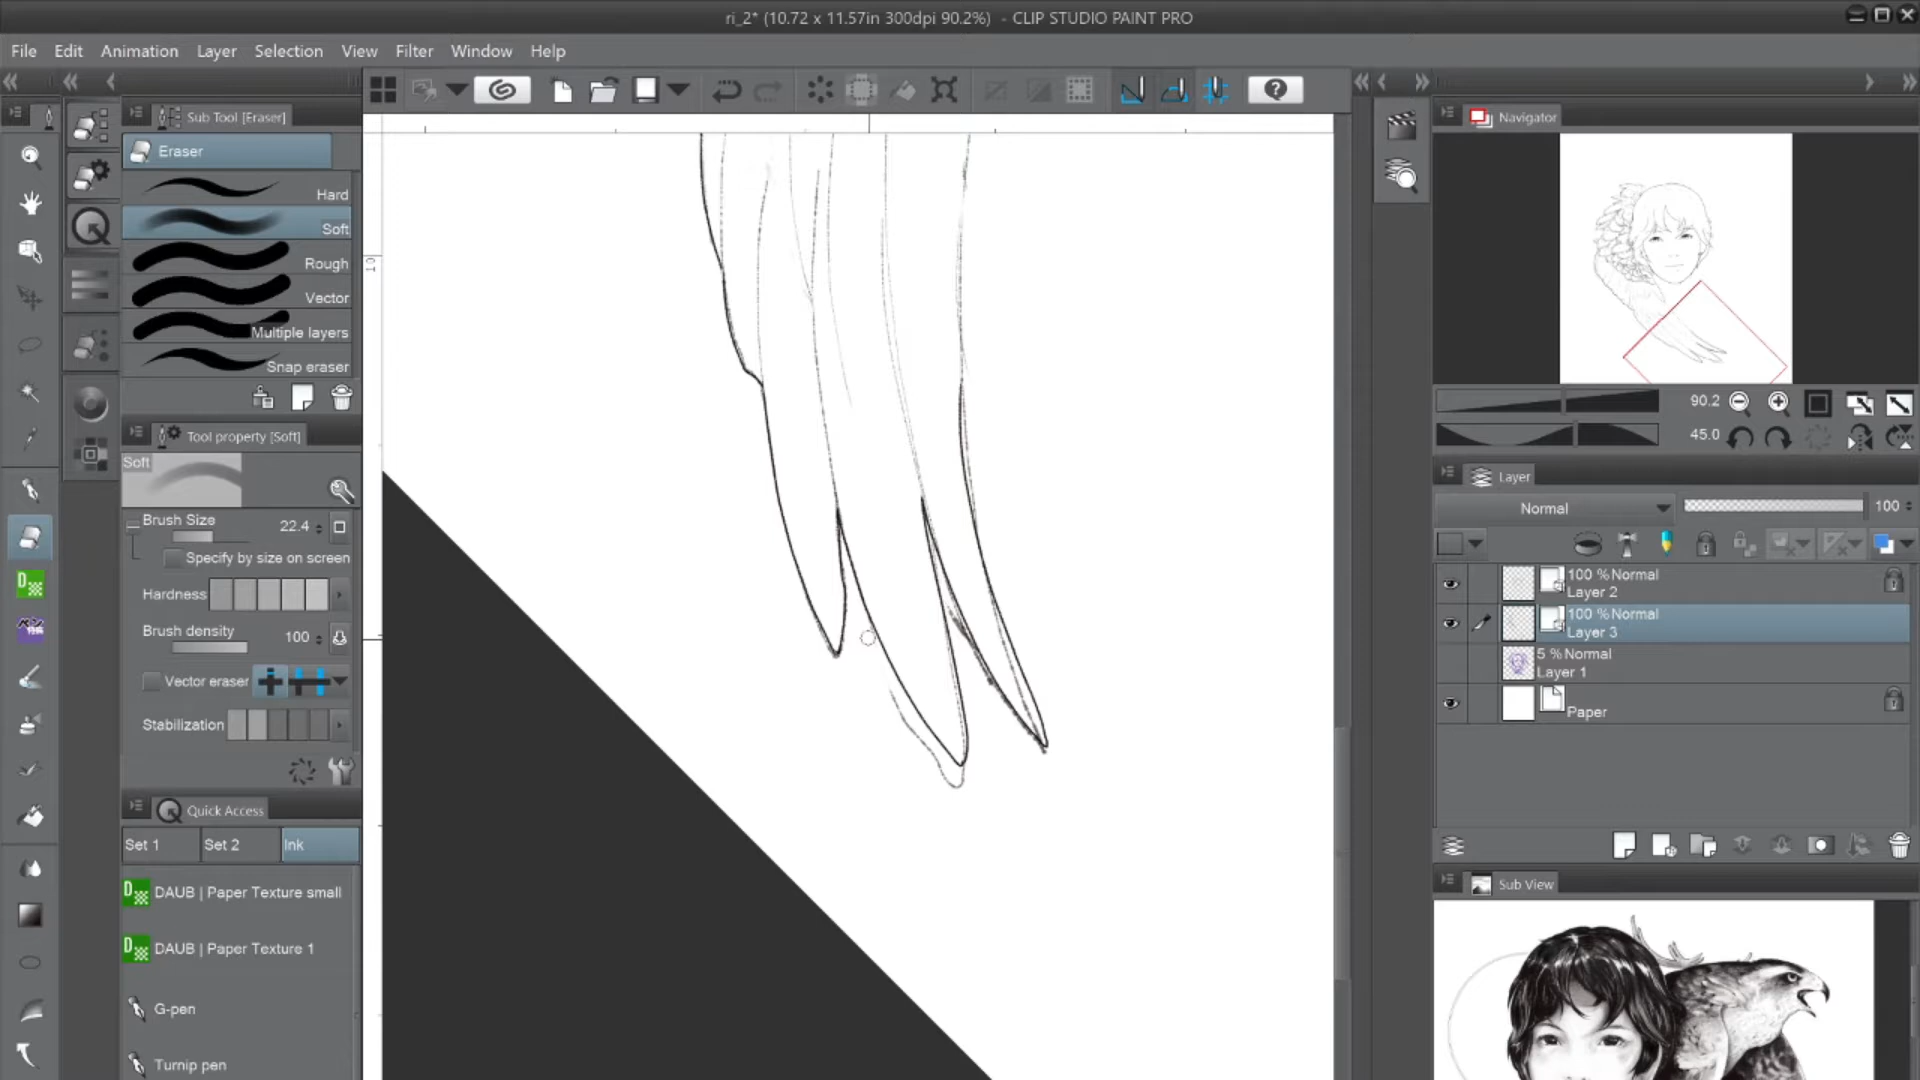 ri_2* (10.72 x 11.57in 300dpi 90.2%) - CLIP STUDIO PAINT PRO
File Edit Animation Layer Selection View Filter Window Help
Sub Tool [Eraser]
Eraser
Hard
Soft
Rough
Vector
Multiple layers
Snap eraser
Tool property [Soft]
Soft
Brush Size 22.4
Specify by size on screen
Hardness
Brush density 100
Vector eraser
Stabilization
Quick Access
Set 1 Set 2 Ink
DAUB | Paper Texture small
DAUB | Paper Texture 1
G-pen
Turnip pen
10
Navigator
90.2
45.0
Layer
Normal 100
100 %Normal
Layer 2
100 %Normal
Layer 3
5 %Normal
Layer 1
Paper
Sub View